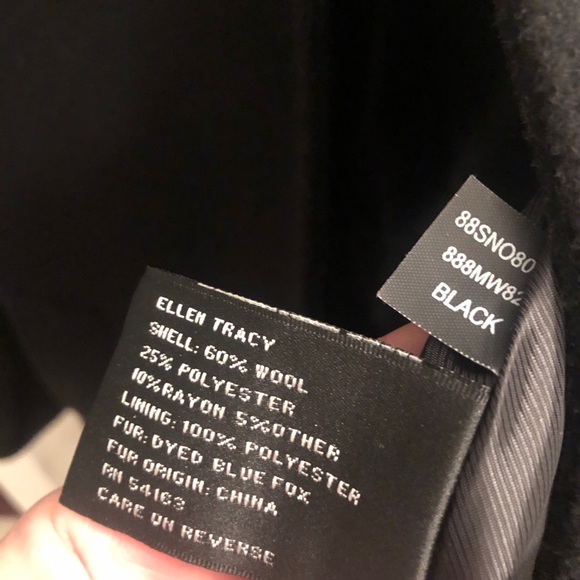 88SNO80
888MW82
BLACK
ELLEN TRACY
SHELL: 60% WOOL
25% POLYESTER
10%RAYON 5%OTHER
LINING: 100% POLYESTER
FUR: DYED BLUE FOX
FUR ORIGIN: CHINA
RN 54163
CARE ON REVERSE